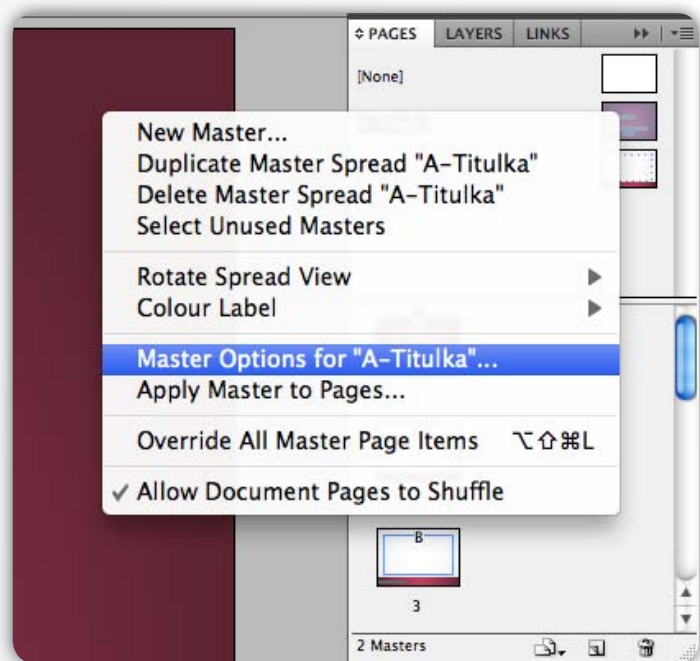 PAGES LAYERS LINKS
[None]
New Master...
Duplicate Master Spread "A-Titulka"
Delete Master Spread "A-Titulka"
Select Unused Masters
Rotate Spread View
Colour Label
Master Options for "A-Titulka"...
Apply Master to Pages...
Override All Master Page Items ⌥⇧⌘L
✓ Allow Document Pages to Shuffle
B
3
2 Masters